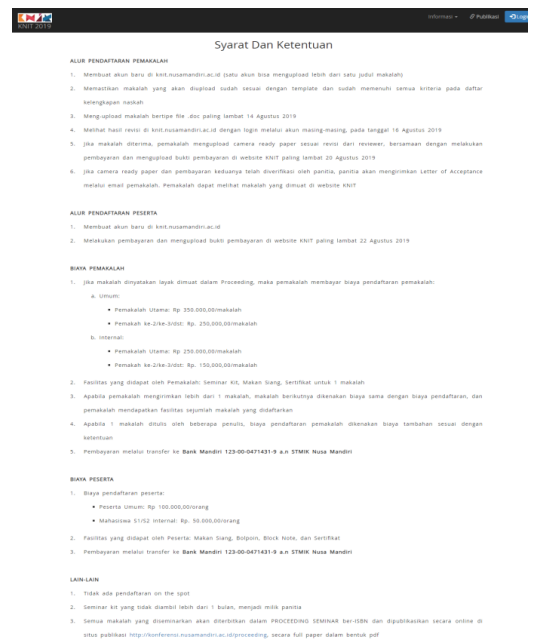 KNIT 2019
Informasi
Publikasi
Login
Syarat Dan Ketentuan
ALUR PENDAFTARAN PEMAKALAH
1. Membuat akun baru di knit.nusamandiri.ac.id (satu akun bisa mengupload lebih dari satu judul makalah)
2. Memastikan makalah yang akan diupload sudah sesuai dengan template dan sudah memenuhi semua kriteria pada daftar
kelengkapan naskah
3. Meng-upload makalah bertipe file .doc paling lambat 14 Agustus 2019
4. Melihat hasil revisi di knit.nusamandiri.ac.id dengan login melalui akun masing-masing, pada tanggal 16 Agustus 2019
5. Jika makalah diterima, pemakalah mengupload camera ready paper sesuai revisi dari reviewer, bersamaan dengan melakukan
pembayaran dan mengupload bukti pembayaran di website KNIT paling lambat 20 Agustus 2019
6. Jika camera ready paper dan pembayaran keduanya telah diverifikasi oleh panitia, panitia akan mengirimkan Letter of Acceptance
melalui email pemakalah. Pemakalah dapat melihat makalah yang dimuat di website KNIT
ALUR PENDAFTARAN PESERTA
1. Membuat akun baru di knit.nusamandiri.ac.id
2. Melakukan pembayaran dan mengupload bukti pembayaran di website KNIT paling lambat 22 Agustus 2019
BIAYA PEMAKALAH
1. Jika makalah dinyatakan layak dimuat dalam Proceeding, maka pemakalah membayar biaya pendaftaran pemakalah:
a. Umum:
• Pemakalah Utama: Rp 350.000,00/makalah
• Pemakah ke-2/ke-3/dst: Rp. 250,000,00/makalah
b. Internal:
• Pemakalah Utama: Rp 250.000,00/makalah
• Pemakah ke-2/ke-3/dst: Rp. 150,000,00/makalah
2. Fasilitas yang didapat oleh Pemakalah: Seminar Kit, Makan Siang, Sertifikat untuk 1 makalah
3. Apabila pemakalah mengirimkan lebih dari 1 makalah, makalah berikutnya dikenakan biaya sama dengan biaya pendaftaran, dan
pemakalah mendapatkan fasilitas sejumlah makalah yang didaftarkan
4. Apabila 1 makalah ditulis oleh beberapa penulis, biaya pendaftaran pemakalah dikenakan biaya tambahan sesuai dengan
ketentuan
5. Pembayaran melalui transfer ke Bank Mandiri 123-00-0471431-9 a.n STMIK Nusa Mandiri
BIAYA PESERTA
1. Biaya pendaftaran peserta:
• Peserta Umum: Rp 100.000,00/orang
• Mahasiswa S1/S2 Internal: Rp. 50.000,00/orang
2. Fasilitas yang didapat oleh Peserta: Makan Siang, Bolpoin, Block Note, dan Sertifikat
3. Pembayaran melalui transfer ke Bank Mandiri 123-00-0471431-9 a.n STMIK Nusa Mandiri
LAIN-LAIN
1. Tidak ada pendaftaran on the spot
2. Seminar kit yang tidak diambil lebih dari 1 bulan, menjadi milik panitia
3. Semua makalah yang diseminarkan akan diterbitkan dalam PROCEEDING SEMINAR ber-ISBN dan dipublikasikan secara online di
situs publikasi http://konferensi.nusamandiri.ac.id/proceeding, secara full paper dalam bentuk pdf